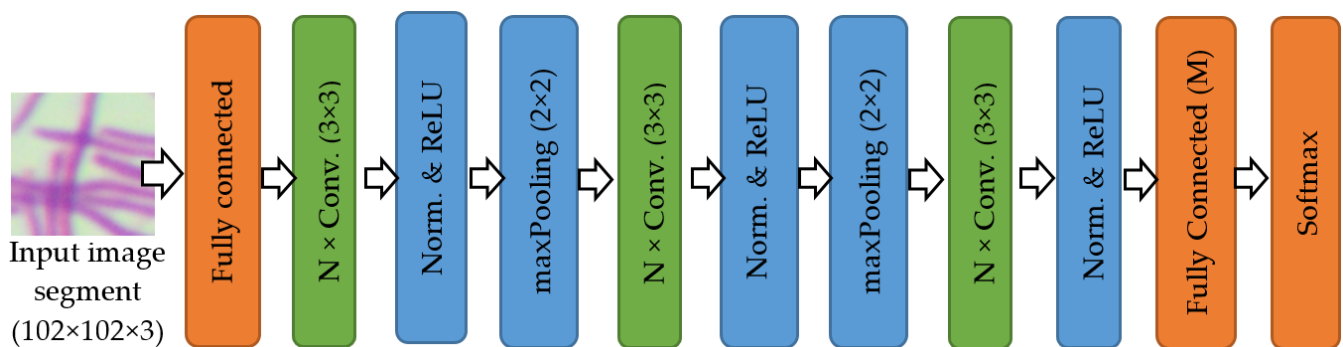 Input image
segment
(102×102×3)
Fully connected
N × Conv. (3×3)
Norm. & ReLU
maxPooling (2×2)
N × Conv. (3×3)
Norm. & ReLU
maxPooling (2×2)
N × Conv. (3×3)
Norm. & ReLU
Fully Connected (M)
Softmax